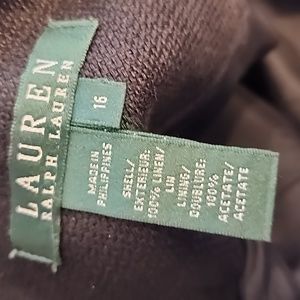 LAUREN
RALPH LAUREN
16
MADE IN
PHILIPPINES
SHELL/
EXTERIEUR:
100% LINEN/
LIN
LINING/
DOUBLURE:
100%
ACETATE/
ACETATE